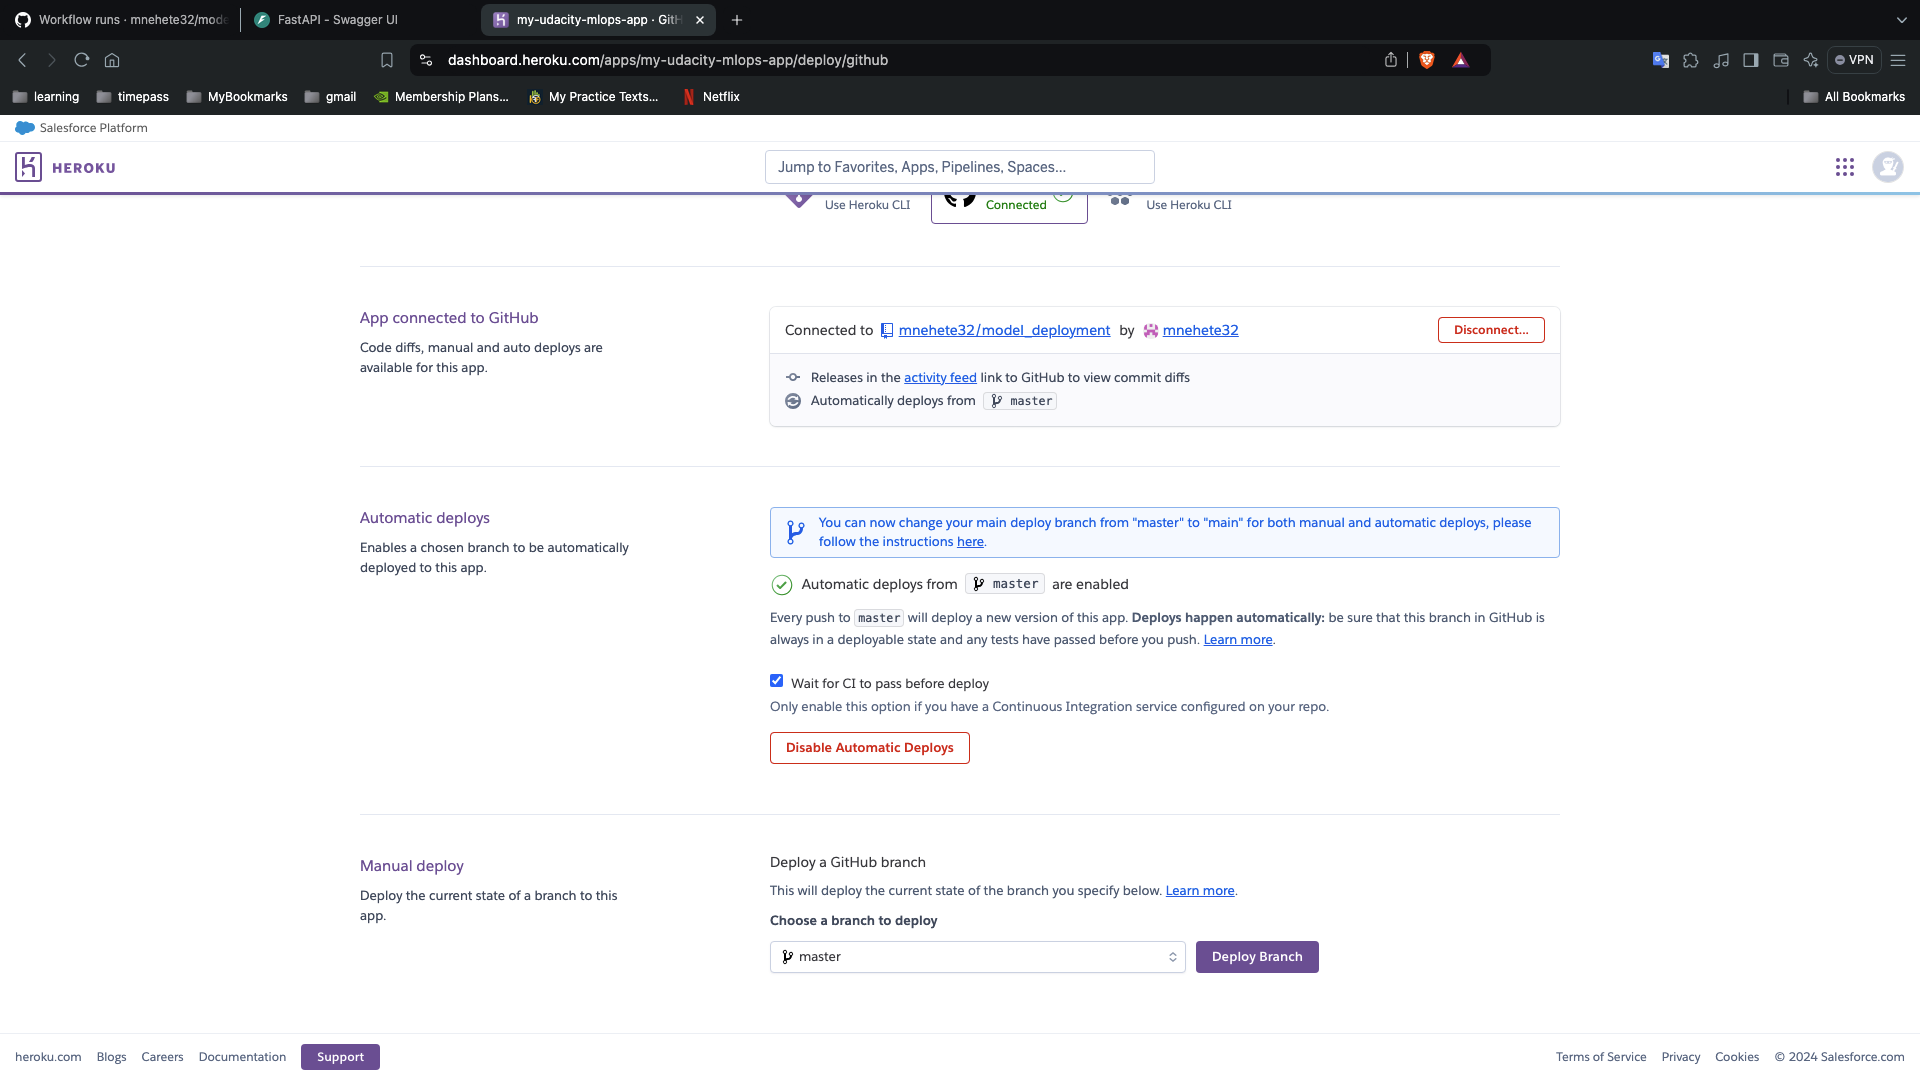 Workflow runs · mnehete32/mode
FastAPI - Swagger UI
my-udacity-mlops-app · GitH
dashboard.heroku.com/apps/my-udacity-mlops-app/deploy/github
VPN
learning
timepass
MyBookmarks
gmail
Membership Plans...
My Practice Texts...
Netflix
All Bookmarks
Salesforce Platform
HEROKU
Jump to Favorites, Apps, Pipelines, Spaces...
Use Heroku CLI
Connected
Use Heroku CLI
App connected to GitHub
Code diffs, manual and auto deploys are
available for this app.
Connected to mnehete32/model_deployment by mnehete32
Disconnect...
Releases in the activity feed link to GitHub to view commit diffs
Automatically deploys from master
Automatic deploys
Enables a chosen branch to be automatically
deployed to this app.
You can now change your main deploy branch from "master" to "main" for both manual and automatic deploys, please
follow the instructions here.
Automatic deploys from master are enabled
Every push to master will deploy a new version of this app. Deploys happen automatically: be sure that this branch in GitHub is
always in a deployable state and any tests have passed before you push. Learn more.
Wait for CI to pass before deploy
Only enable this option if you have a Continuous Integration service configured on your repo.
Disable Automatic Deploys
Manual deploy
Deploy the current state of a branch to this
app.
Deploy a GitHub branch
This will deploy the current state of the branch you specify below. Learn more.
Choose a branch to deploy
master
Deploy Branch
heroku.com
Blogs
Careers
Documentation
Support
Terms of Service
Privacy
Cookies
© 2024 Salesforce.com